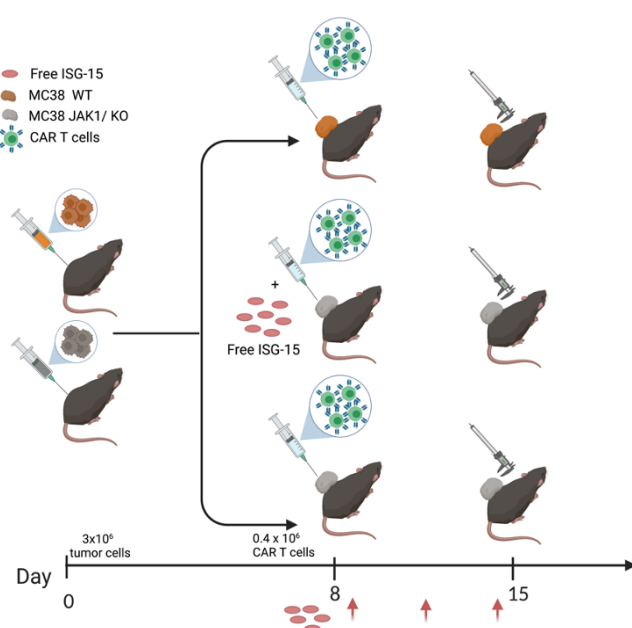 Free ISG-15
MC38 WT
MC38 JAK1/ KO
CAR T cells
+
Free ISG-15
3x10⁶
tumor cells
0.4 x 10⁶
CAR T cells
Day
0
8
15